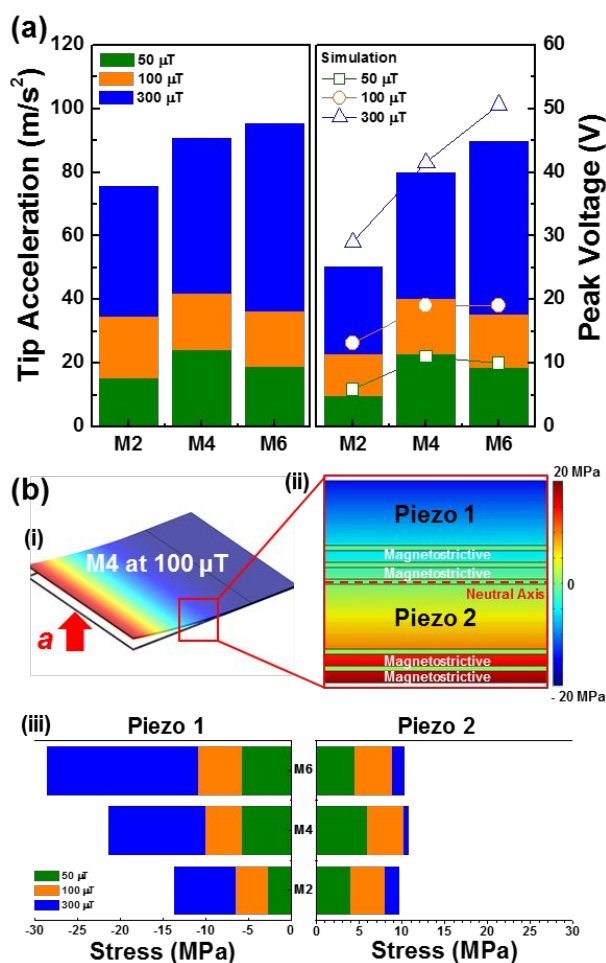 (a)
120
100
80
60
40
20
0
Tip Acceleration (m/s²)
50 µT
100 µT
300 µT
M2 M4 M6
Simulation
50 µT
100 µT
300 µT
M2 M4 M6
60
50
40
30
20
10
0
Peak Voltage (V)
(b)
(i)
M4 at 100 µT
a
(ii)
Piezo 1
Magnetostrictive
Magnetostrictive
Neutral Axis
Piezo 2
Magnetostrictive
Magnetostrictive
20 MPa
0
- 20 MPa
(iii)
Piezo 1 Piezo 2
M6
M4
M2
50 µT
100 µT
300 µT
-30 -20 -10 0 0 5 10 15 20 25 30
Stress (MPa) Stress (MPa)